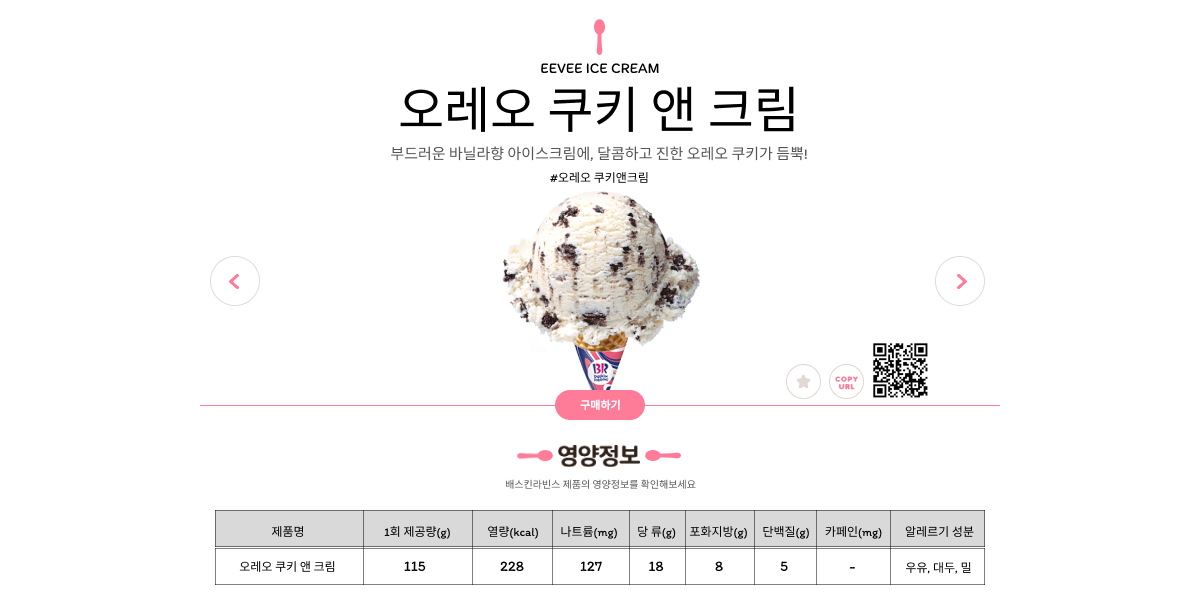 EEVEE ICE CREAM
오레오 쿠키 앤 크림
부드러운 바닐라향 아이스크림에, 달콤하고 진한 오레오 쿠키가 듬뿍!
#오레오 쿠키앤크림
BR
baskin robbins
COPY
URL
구매하기
영양정보
배스킨라빈스 제품의 영양정보를 확인해보세요
제품명 1회 제공량(g) 열량(kcal) 나트륨(mg) 당 류(g) 포화지방(g) 단백질(g) 카페인(mg) 알레르기 성분
오레오 쿠키 앤 크림 115 228 127 18 8 5 - 우유, 대두, 밀